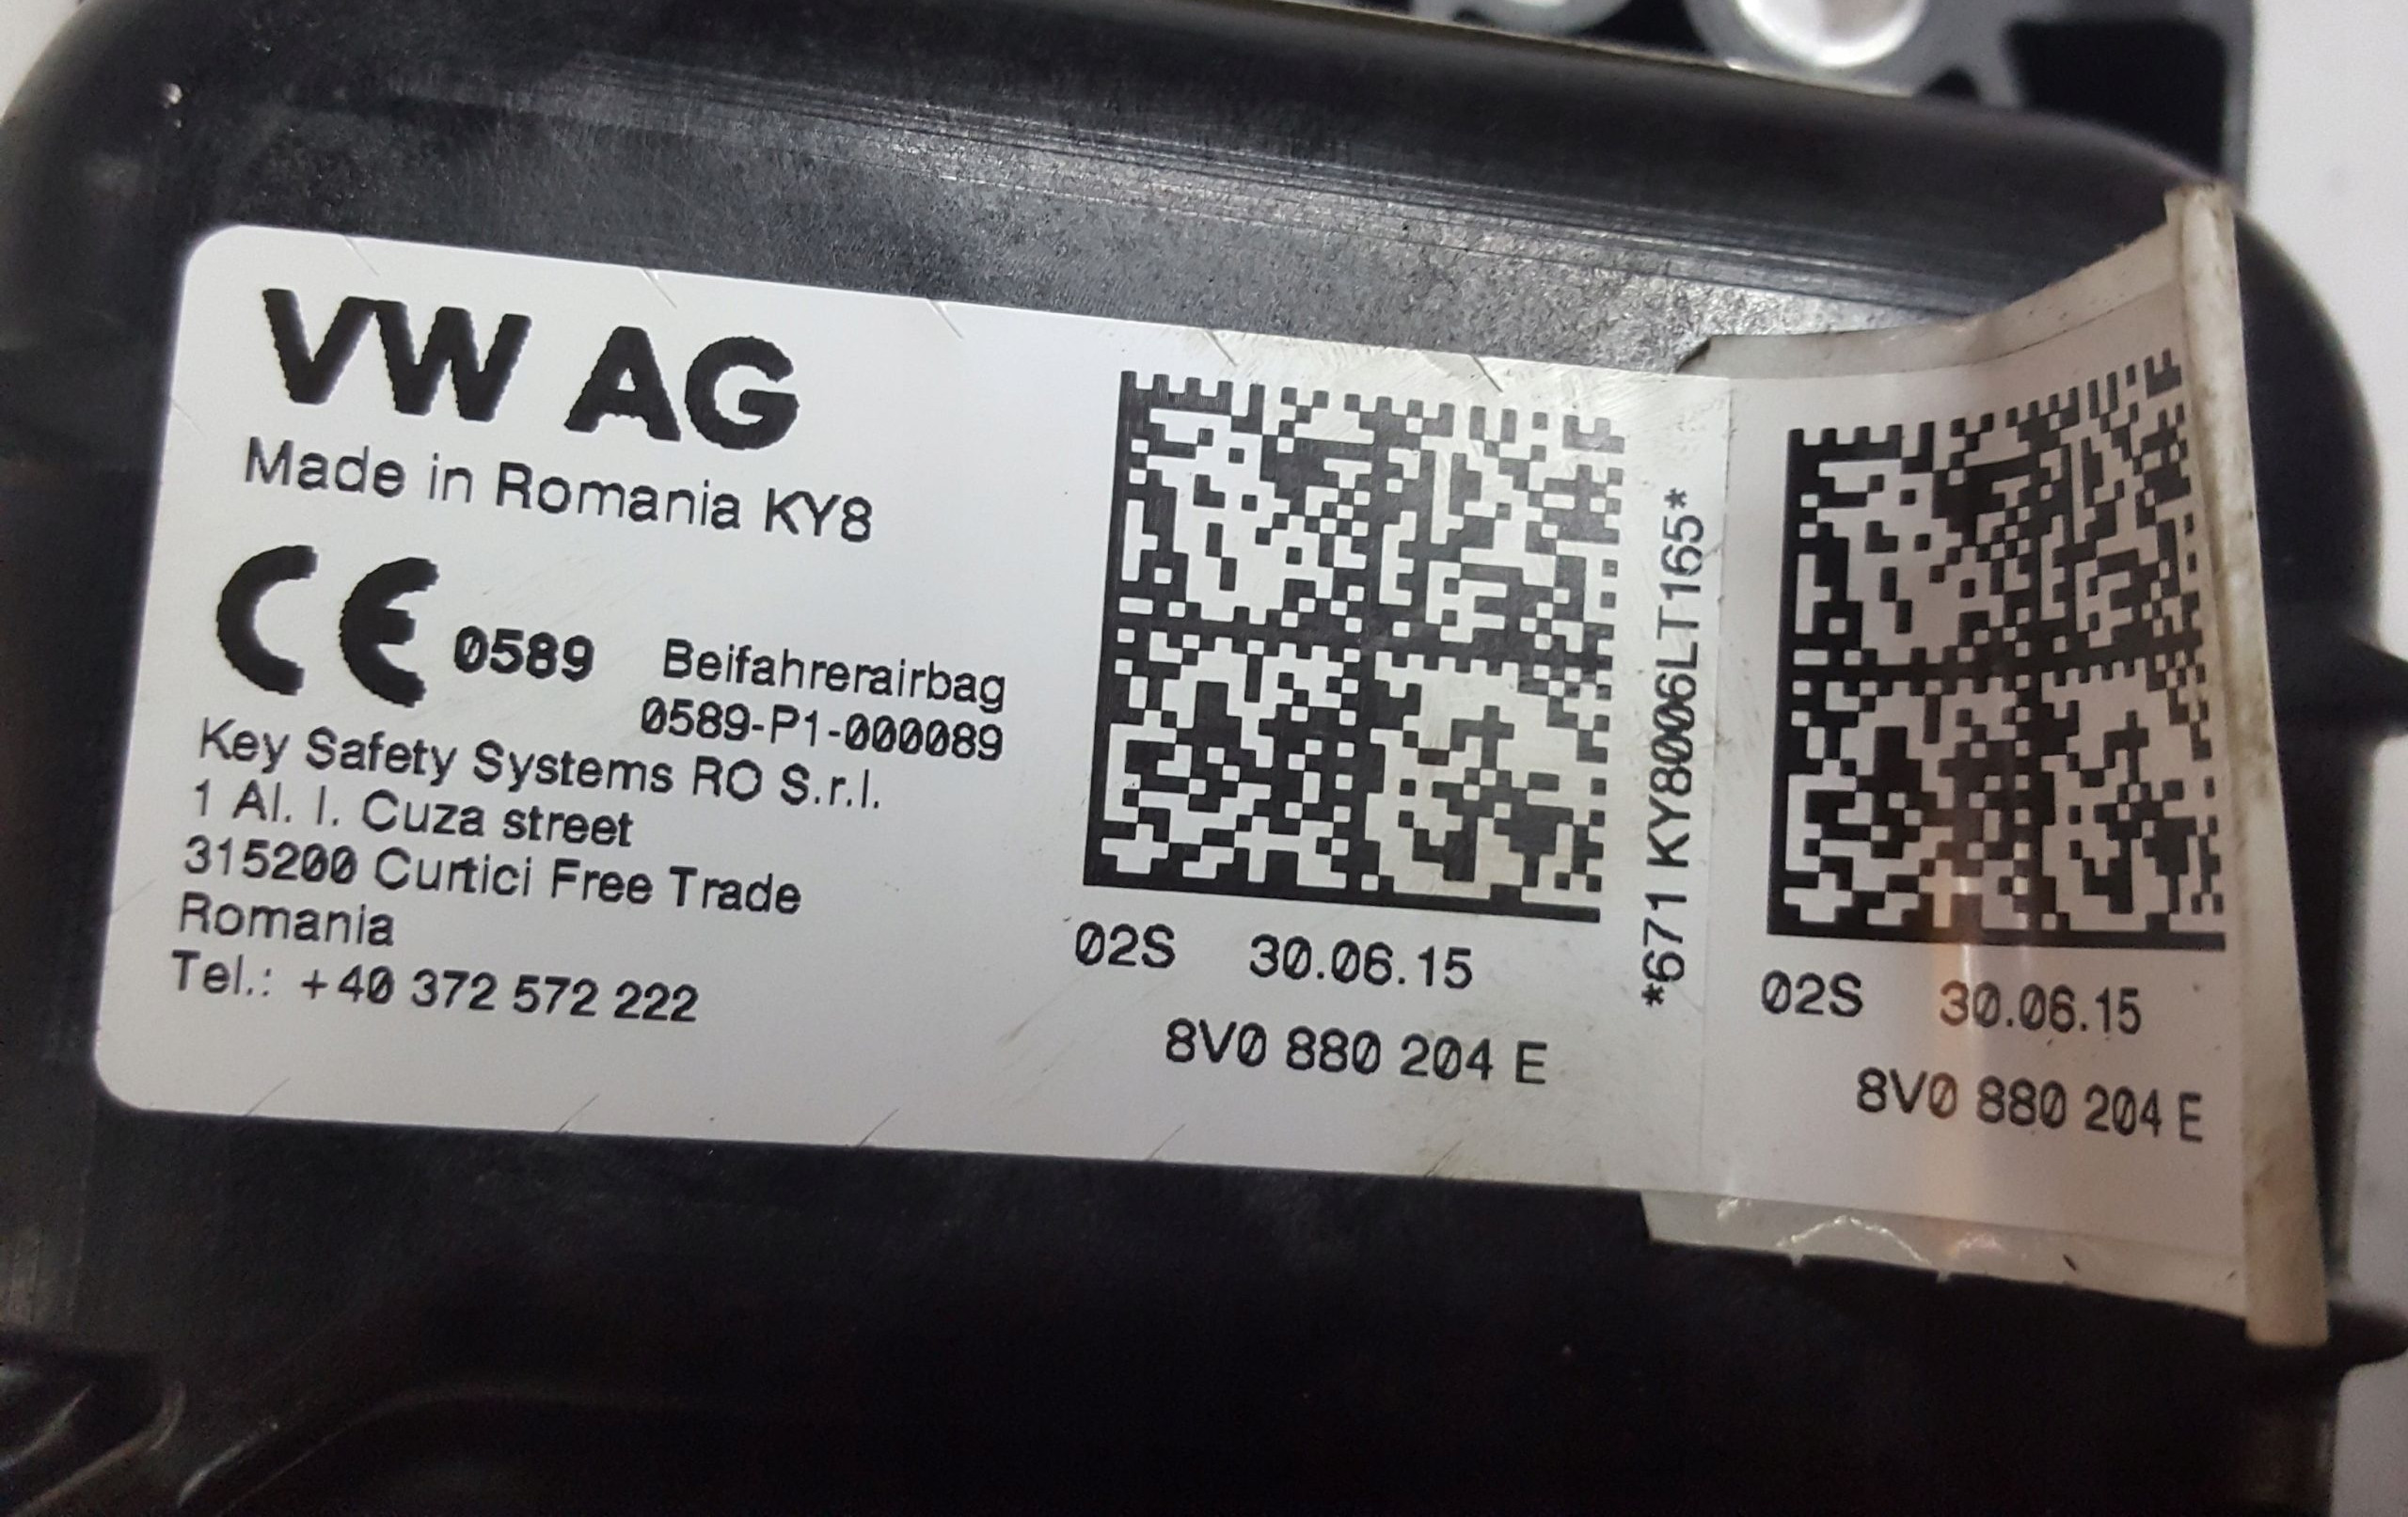 VW AG
Made in Romania KY8
CE 0589 Beifahrerairbag
0589-P1-000089
Key Safety Systems RO S.r.l.
1 Al. I. Cuza street
315200 Curtici Free Trade
Romania
Tel.: +40 372 572 222
02S 30.06.15
8V0 880 204 E
*671 KY8006LT165*
02S 30.06.15
8V0 880 204 E